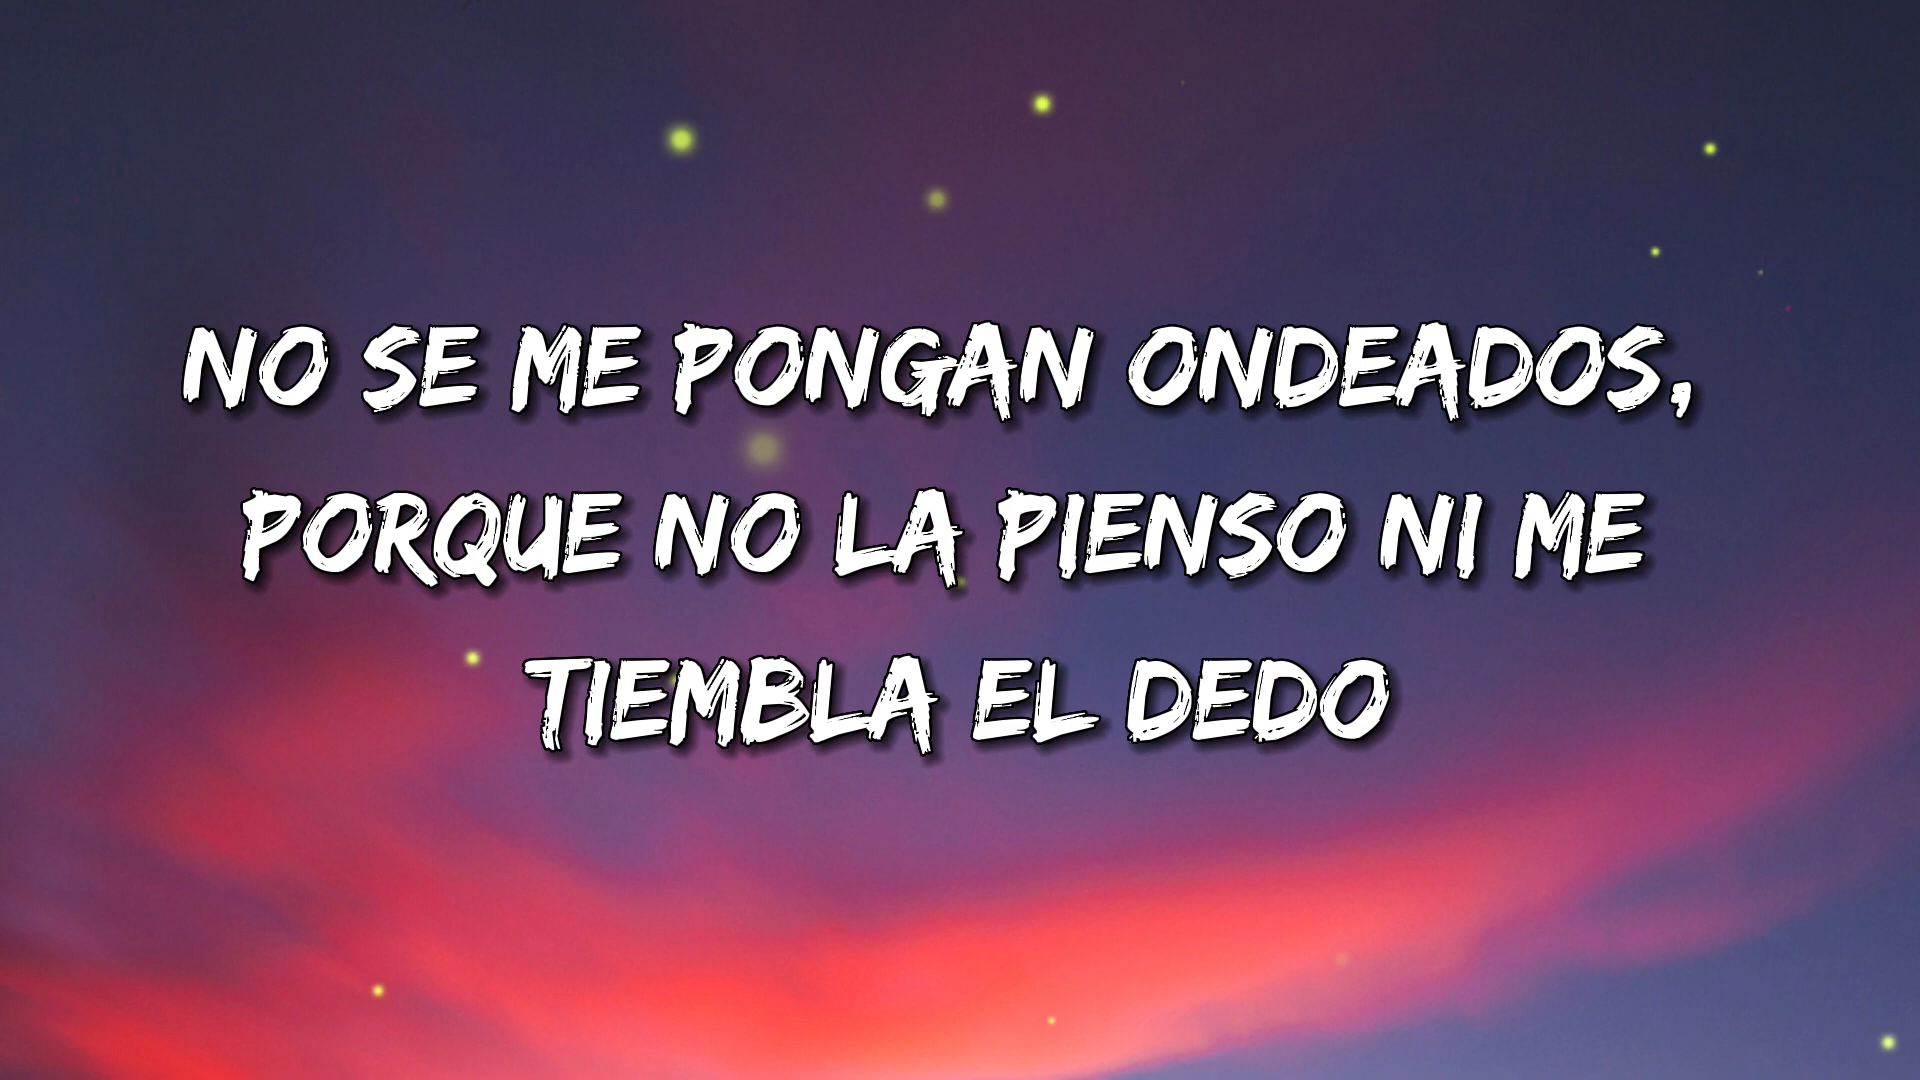 NO SE ME PONGAN ONDEADOS,
PORQUE NO LA PIENSO NI ME
TIEMBLA EL DEDO